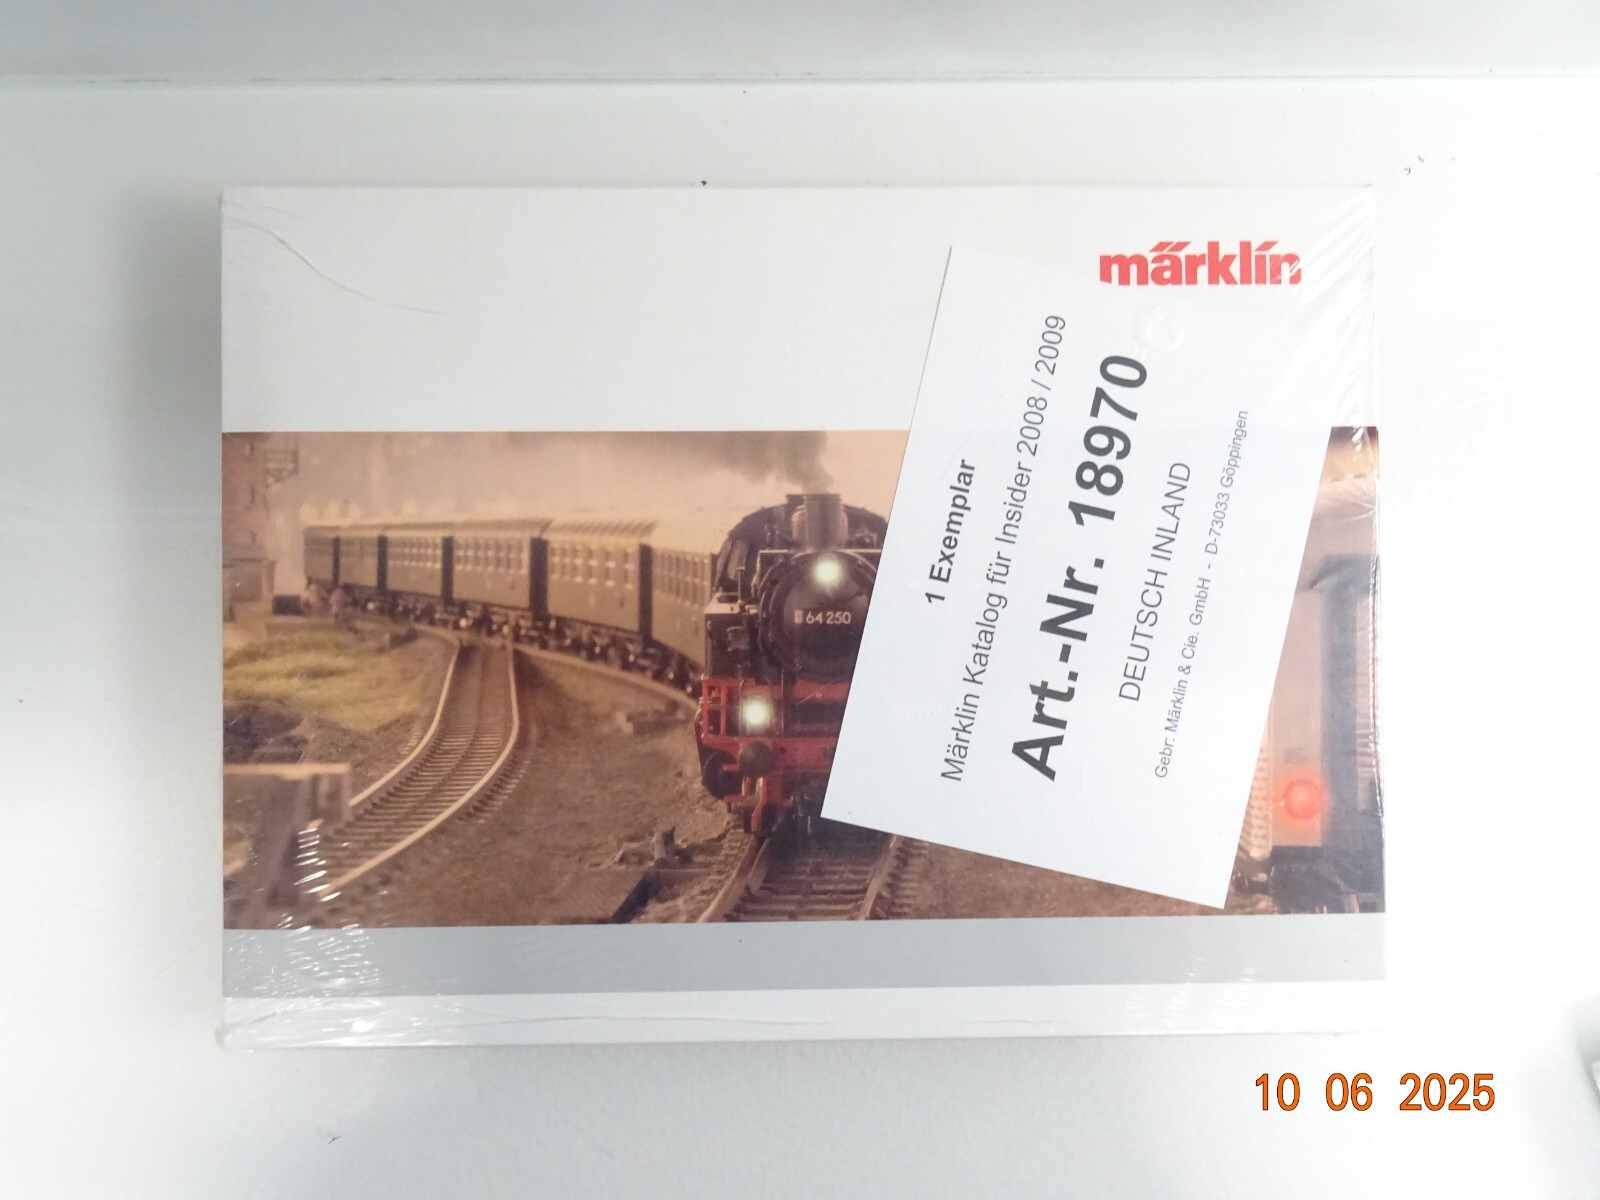 märklin
1 Exemplar
Märklin Katalog für Insider 2008 / 2009
Art.-Nr. 18970
DEUTSCH INLAND
Gebr. Märklin & Cie. GmbH - D-73033 Göppingen
64 250
10 06 2025